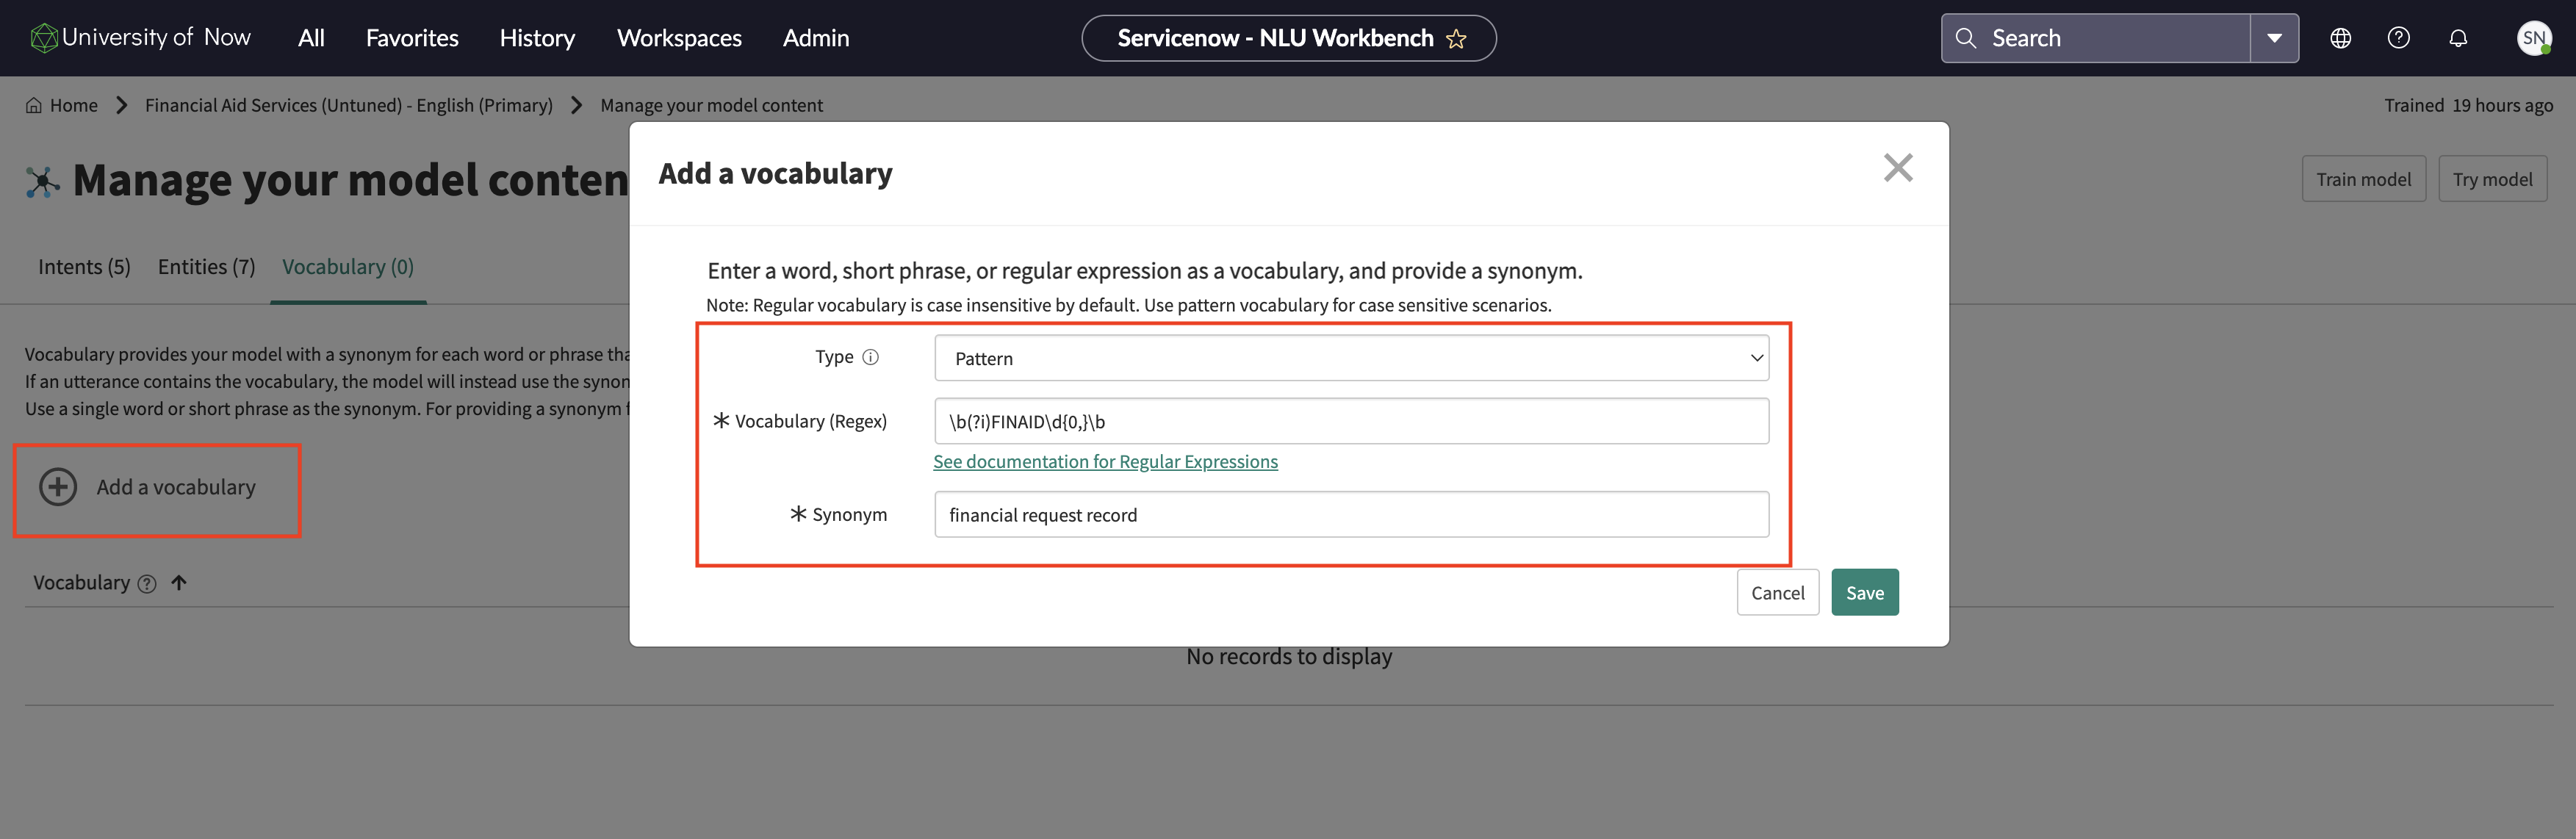 University of Now All Favorites History Workspaces Admin Servicenow - NLU Workbench Search SN
Home Financial Aid Services (Untuned) - English (Primary) Manage your model content Trained 19 hours ago
Manage your model conten
Train model Try model
Intents (5) Entities (7) Vocabulary (0)
Vocabulary provides your model with a synonym for each word or phrase tha
If an utterance contains the vocabulary, the model will instead use the synon
Use a single word or short phrase as the synonym. For providing a synonym f
Add a vocabulary
Vocabulary
No records to display
Add a vocabulary
Enter a word, short phrase, or regular expression as a vocabulary, and provide a synonym.
Note: Regular vocabulary is case insensitive by default. Use pattern vocabulary for case sensitive scenarios.
Type Pattern
* Vocabulary (Regex) \b(?i)FINAID\d{0,}\b
See documentation for Regular Expressions
* Synonym financial request record
Cancel Save